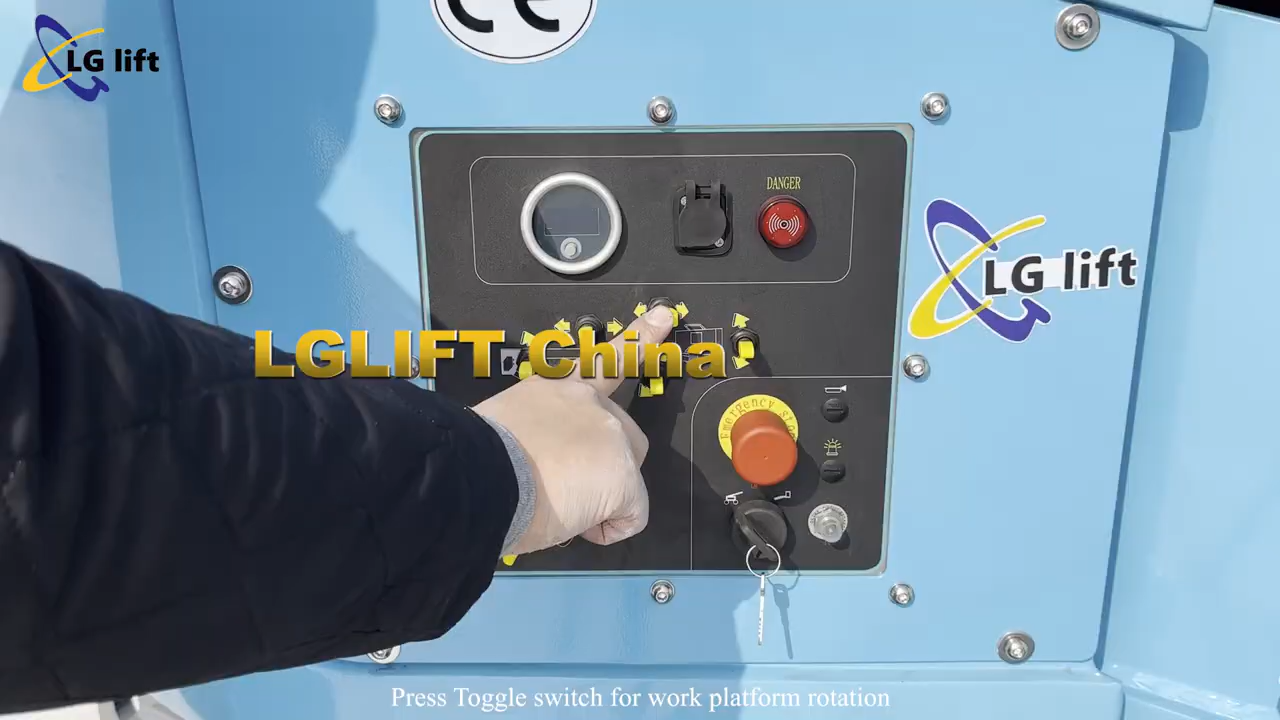 CE
LG lift
DANGER
LG lift
LGLIFT China
Emergency stop
Press Toggle switch for work platform rotation